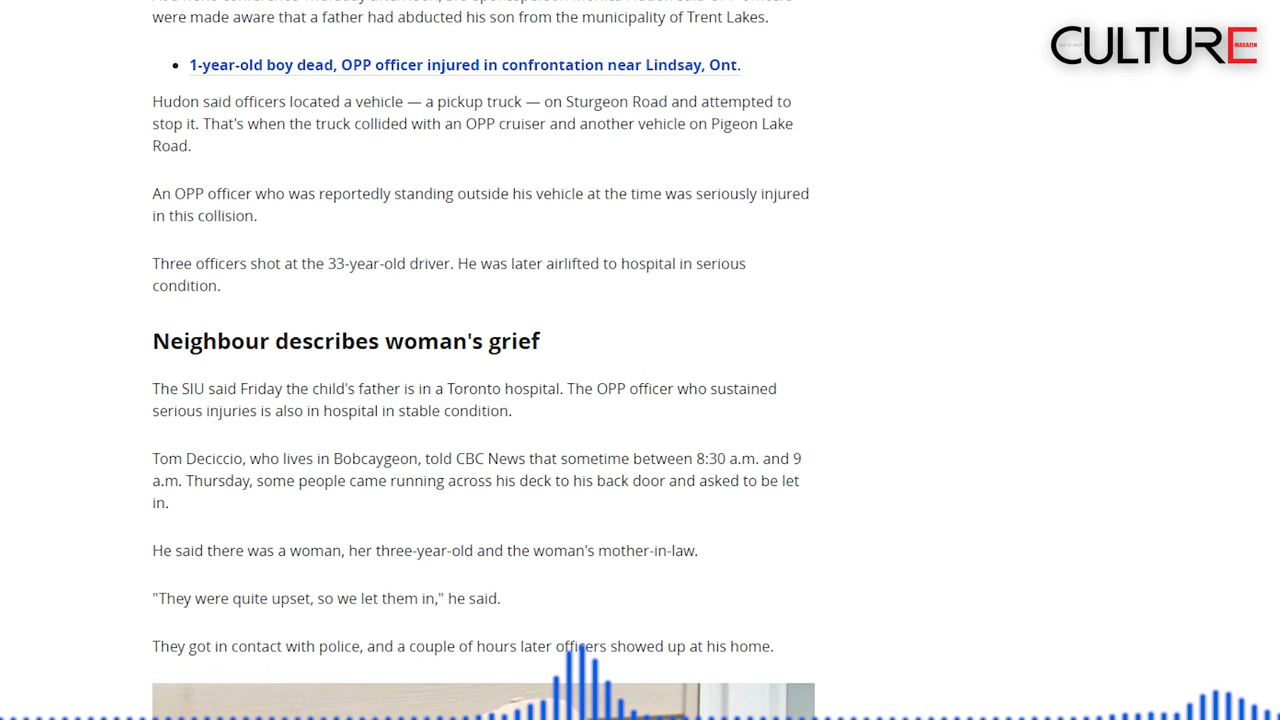 were made aware that a father had abducted his son from the municipality of Trent Lakes.
CULTURE
MAGAZIN
1-year-old boy dead, OPP officer injured in confrontation near Lindsay, Ont.
Hudon said officers located a vehicle — a pickup truck — on Sturgeon Road and attempted to
stop it. That's when the truck collided with an OPP cruiser and another vehicle on Pigeon Lake
Road.
An OPP officer who was reportedly standing outside his vehicle at the time was seriously injured
in this collision.
Three officers shot at the 33-year-old driver. He was later airlifted to hospital in serious
condition.
Neighbour describes woman's grief
The SIU said Friday the child's father is in a Toronto hospital. The OPP officer who sustained
serious injuries is also in hospital in stable condition.
Tom Deciccio, who lives in Bobcaygeon, told CBC News that sometime between 8:30 a.m. and 9
a.m. Thursday, some people came running across his deck to his back door and asked to be let
in.
He said there was a woman, her three-year-old and the woman's mother-in-law.
"They were quite upset, so we let them in," he said.
They got in contact with police, and a couple of hours later officers showed up at his home.